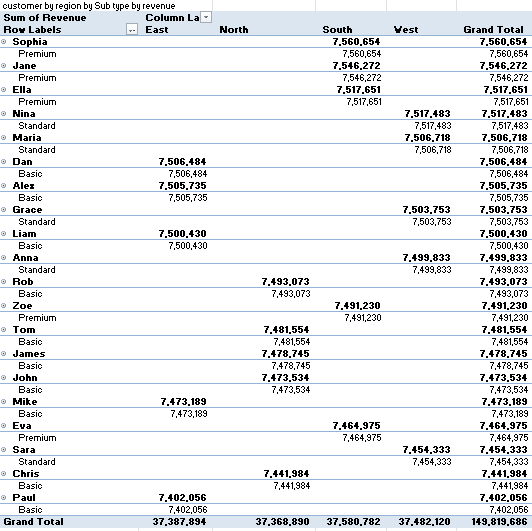 customer by region by Sub type by revenue
Sum of Revenue Column La
Row Labels East North South West Grand Total
Sophia 7,560,654 7,560,654
Premium 7,560,654 7,560,654
Jane 7,546,272 7,546,272
Premium 7,546,272 7,546,272
Ella 7,517,651 7,517,651
Premium 7,517,651 7,517,651
Nina 7,517,483 7,517,483
Standard 7,517,483 7,517,483
Maria 7,506,718 7,506,718
Standard 7,506,718 7,506,718
Dan 7,506,484 7,506,484
Basic 7,506,484 7,506,484
Alex 7,505,735 7,505,735
Basic 7,505,735 7,505,735
Grace 7,503,753 7,503,753
Standard 7,503,753 7,503,753
Liam 7,500,430 7,500,430
Basic 7,500,430 7,500,430
Anna 7,499,833 7,499,833
Standard 7,499,833 7,499,833
Rob 7,493,073 7,493,073
Basic 7,493,073 7,493,073
Zoe 7,491,230 7,491,230
Premium 7,491,230 7,491,230
Tom 7,481,554 7,481,554
Basic 7,481,554 7,481,554
James 7,478,745 7,478,745
Basic 7,478,745 7,478,745
John 7,473,534 7,473,534
Basic 7,473,534 7,473,534
Mike 7,473,189 7,473,189
Basic 7,473,189 7,473,189
Eva 7,464,975 7,464,975
Premium 7,464,975 7,464,975
Sara 7,454,333 7,454,333
Standard 7,454,333 7,454,333
Chris 7,441,984 7,441,984
Basic 7,441,984 7,441,984
Paul 7,402,056 7,402,056
Basic 7,402,056 7,402,056
Grand Total 37,387,894 37,368,890 37,580,782 37,482,120 149,819,686